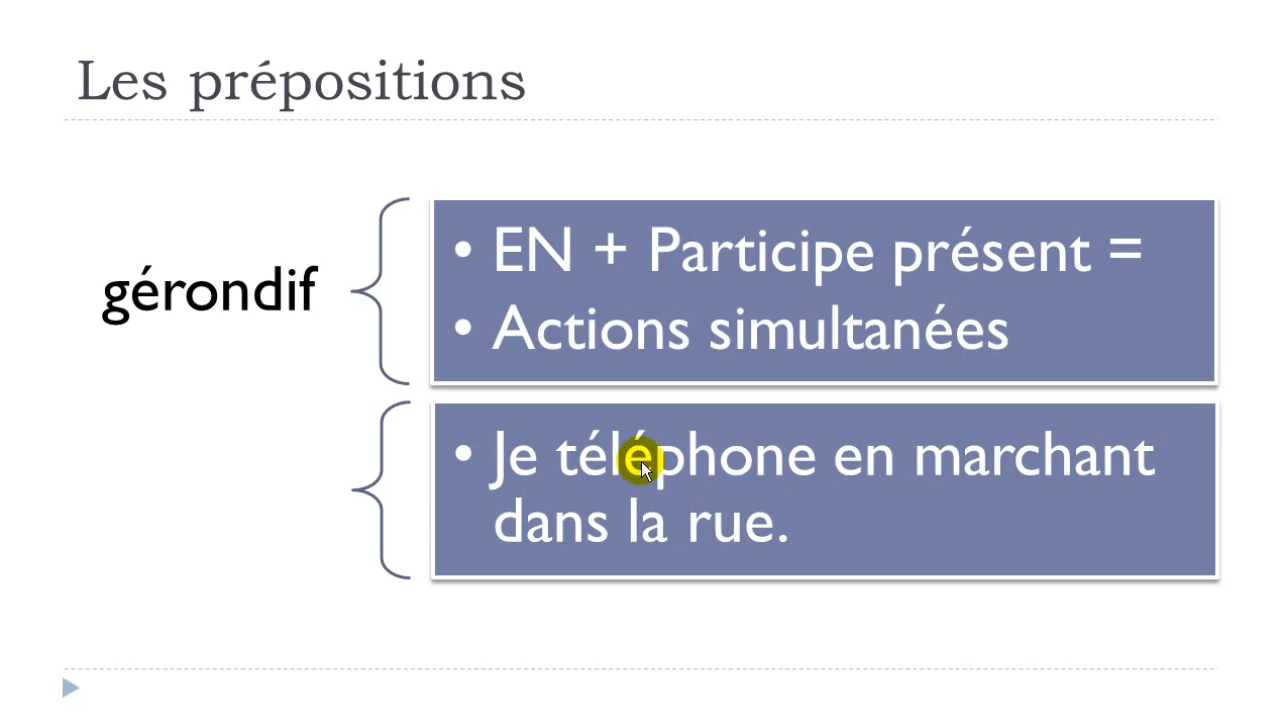 Les prépositions
gérondif
• EN + Participe présent =
• Actions simultanées
• Je téléphone en marchant
dans la rue.